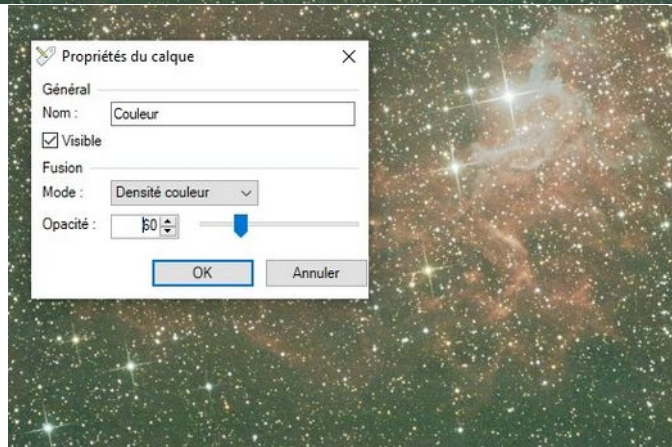 Propriétés du calque
Général
Nom : Couleur
Visible
Fusion
Mode : Densité couleur
Opacité : 60
OK Annuler